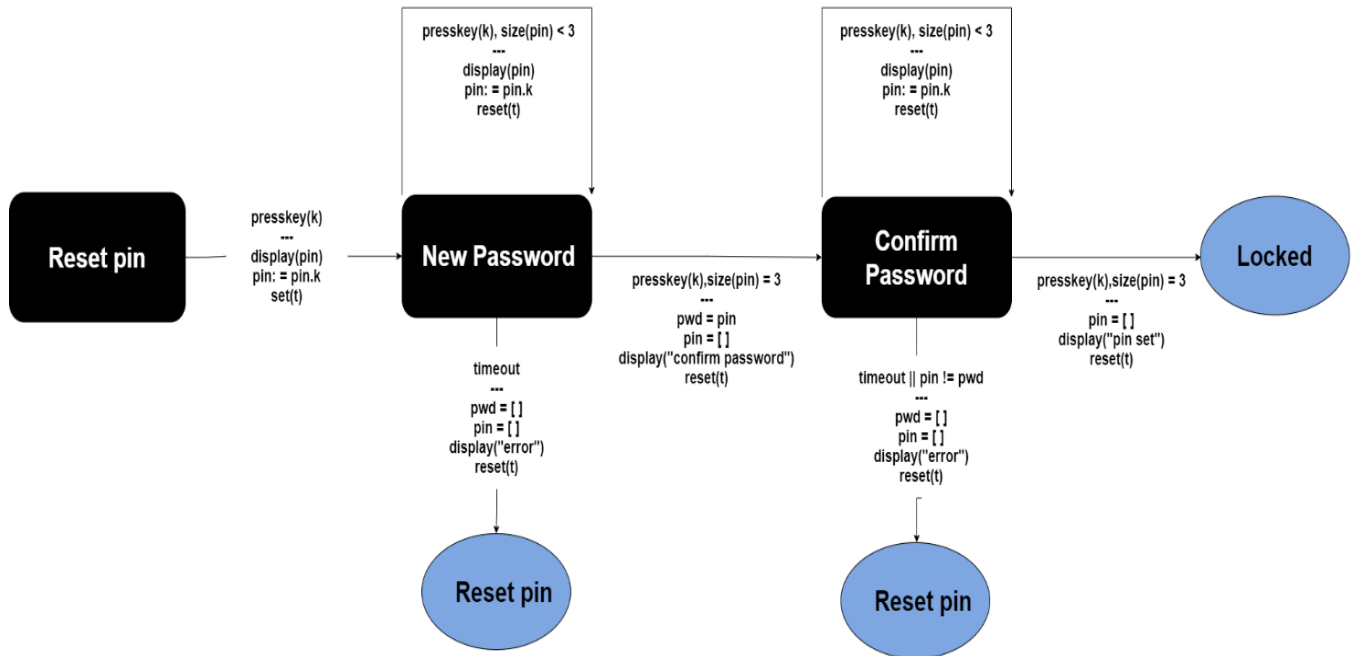 presskey(k), size(pin) < 3
---
display(pin)
pin: = pin.k
reset(t)
presskey(k), size(pin) < 3
---
display(pin)
pin: = pin.k
reset(t)
Reset pin
presskey(k)
---
display(pin)
pin: = pin.k
set(t)
New Password
presskey(k),size(pin) = 3
---
pwd = pin
pin = [ ]
display("confirm password")
reset(t)
Confirm
Password
presskey(k),size(pin) = 3
---
pin = [ ]
display("pin set")
reset(t)
Locked
timeout
---
pwd = [ ]
pin = [ ]
display("error")
reset(t)
timeout || pin != pwd
---
pwd = [ ]
pin = [ ]
display("error")
reset(t)
Reset pin
Reset pin